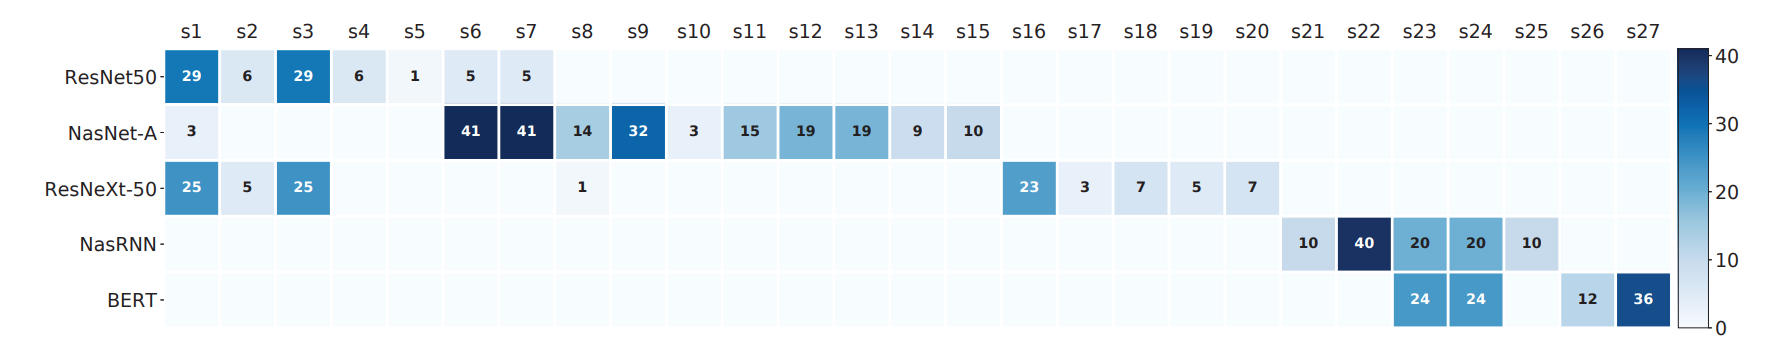 s1 s2 s3 s4 s5 s6 s7 s8 s9 s10 s11 s12 s13 s14 s15 s16 s17 s18 s19 s20 s21 s22 s23 s24 s25 s26 s27
ResNet50 29 6 29 6 1 5 5
NasNet-A 3 41 41 14 32 3 15 19 19 9 10
ResNeXt-50 25 5 25 1 23 3 7 5 7
NasRNN 10 40 20 20 10
BERT 24 24 12 36
40
30
20
10
0